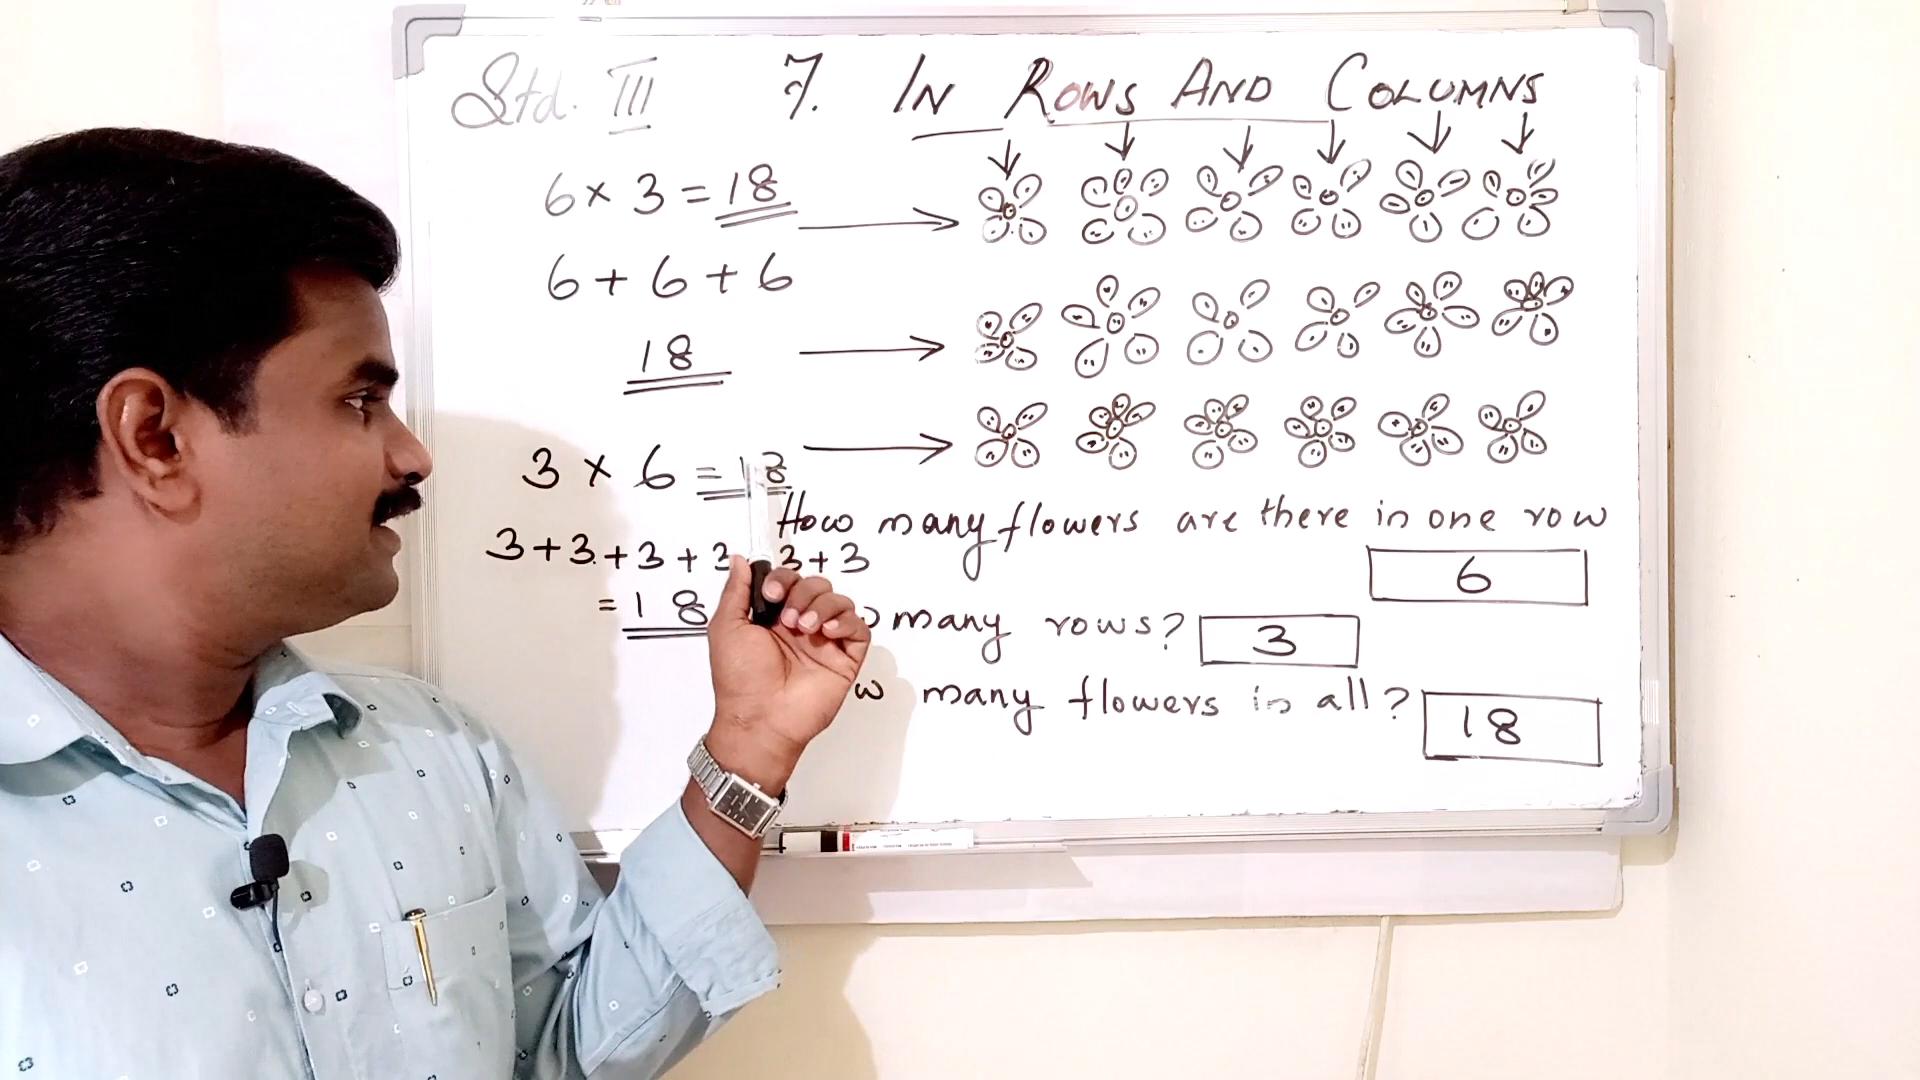 Std. III 7. IN ROWS AND COLUMNS
6 × 3 = 18
6 + 6 + 6
18
3 × 6 = 18
3 + 3 + 3 + 3 3 + 3
= 18
How many flowers are there in one row
6
many rows?
3
many flowers in all?
18